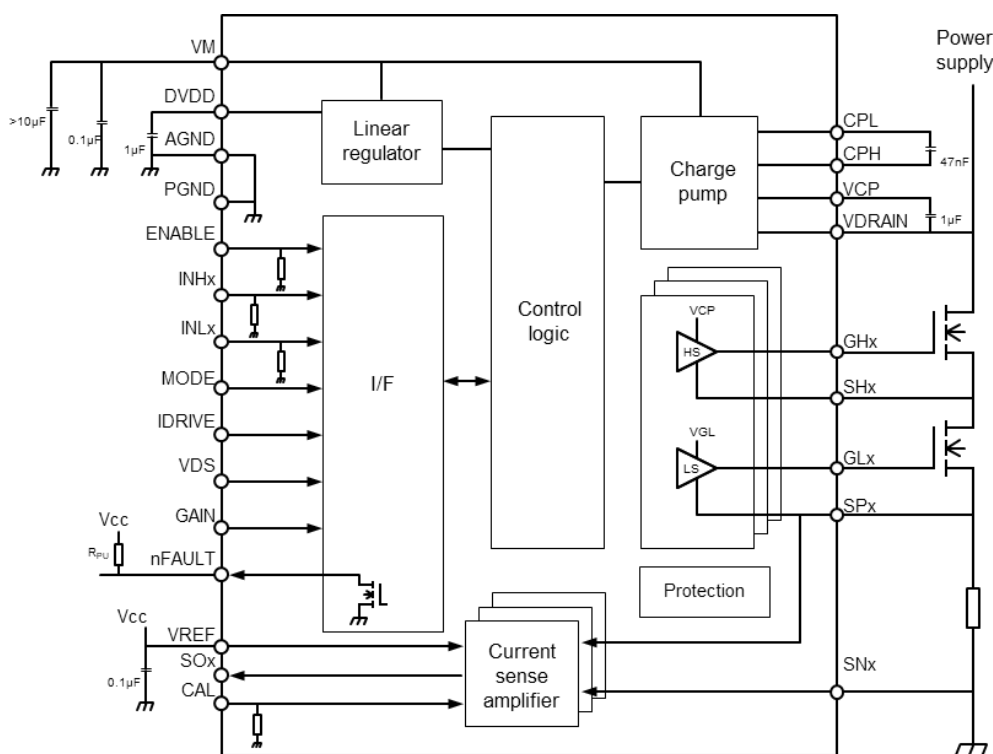 VM
DVDD
AGND
PGND
ENABLE
INHx
INLx
MODE
IDRIVE
VDS
GAIN
nFAULT
VREF
SOx
CAL
>10µF
0.1µF
1µF
Vcc
RPU
Vcc
0.1µF
Linear
regulator
I/F
Control
logic
Charge
pump
VCP
HS
VGL
LS
Protection
Current
sense
amplifier
Power
supply
CPL
CPH
47nF
VCP
VDRAIN
1µF
GHx
SHx
GLx
SPx
SNx